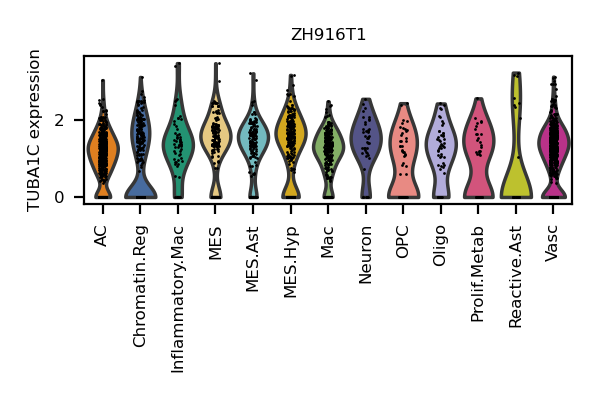 ZH916T1
TUBA1C expression
2
0
AC
Chromatin.Reg
Inflammatory.Mac
MES
MES.Ast
MES.Hyp
Mac
Neuron
OPC
Oligo
Prolif.Metab
Reactive.Ast
Vasc